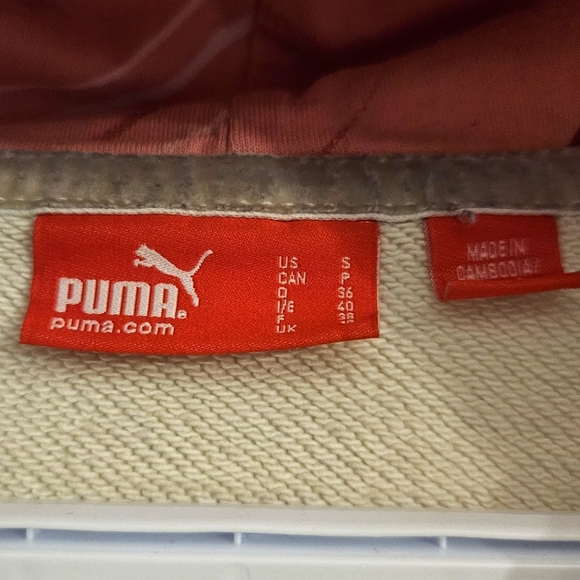 PUMA®
puma.com
US S
CAN P
D 36
I/E 40
F 38
UK
MADE IN
CAMBODIA/